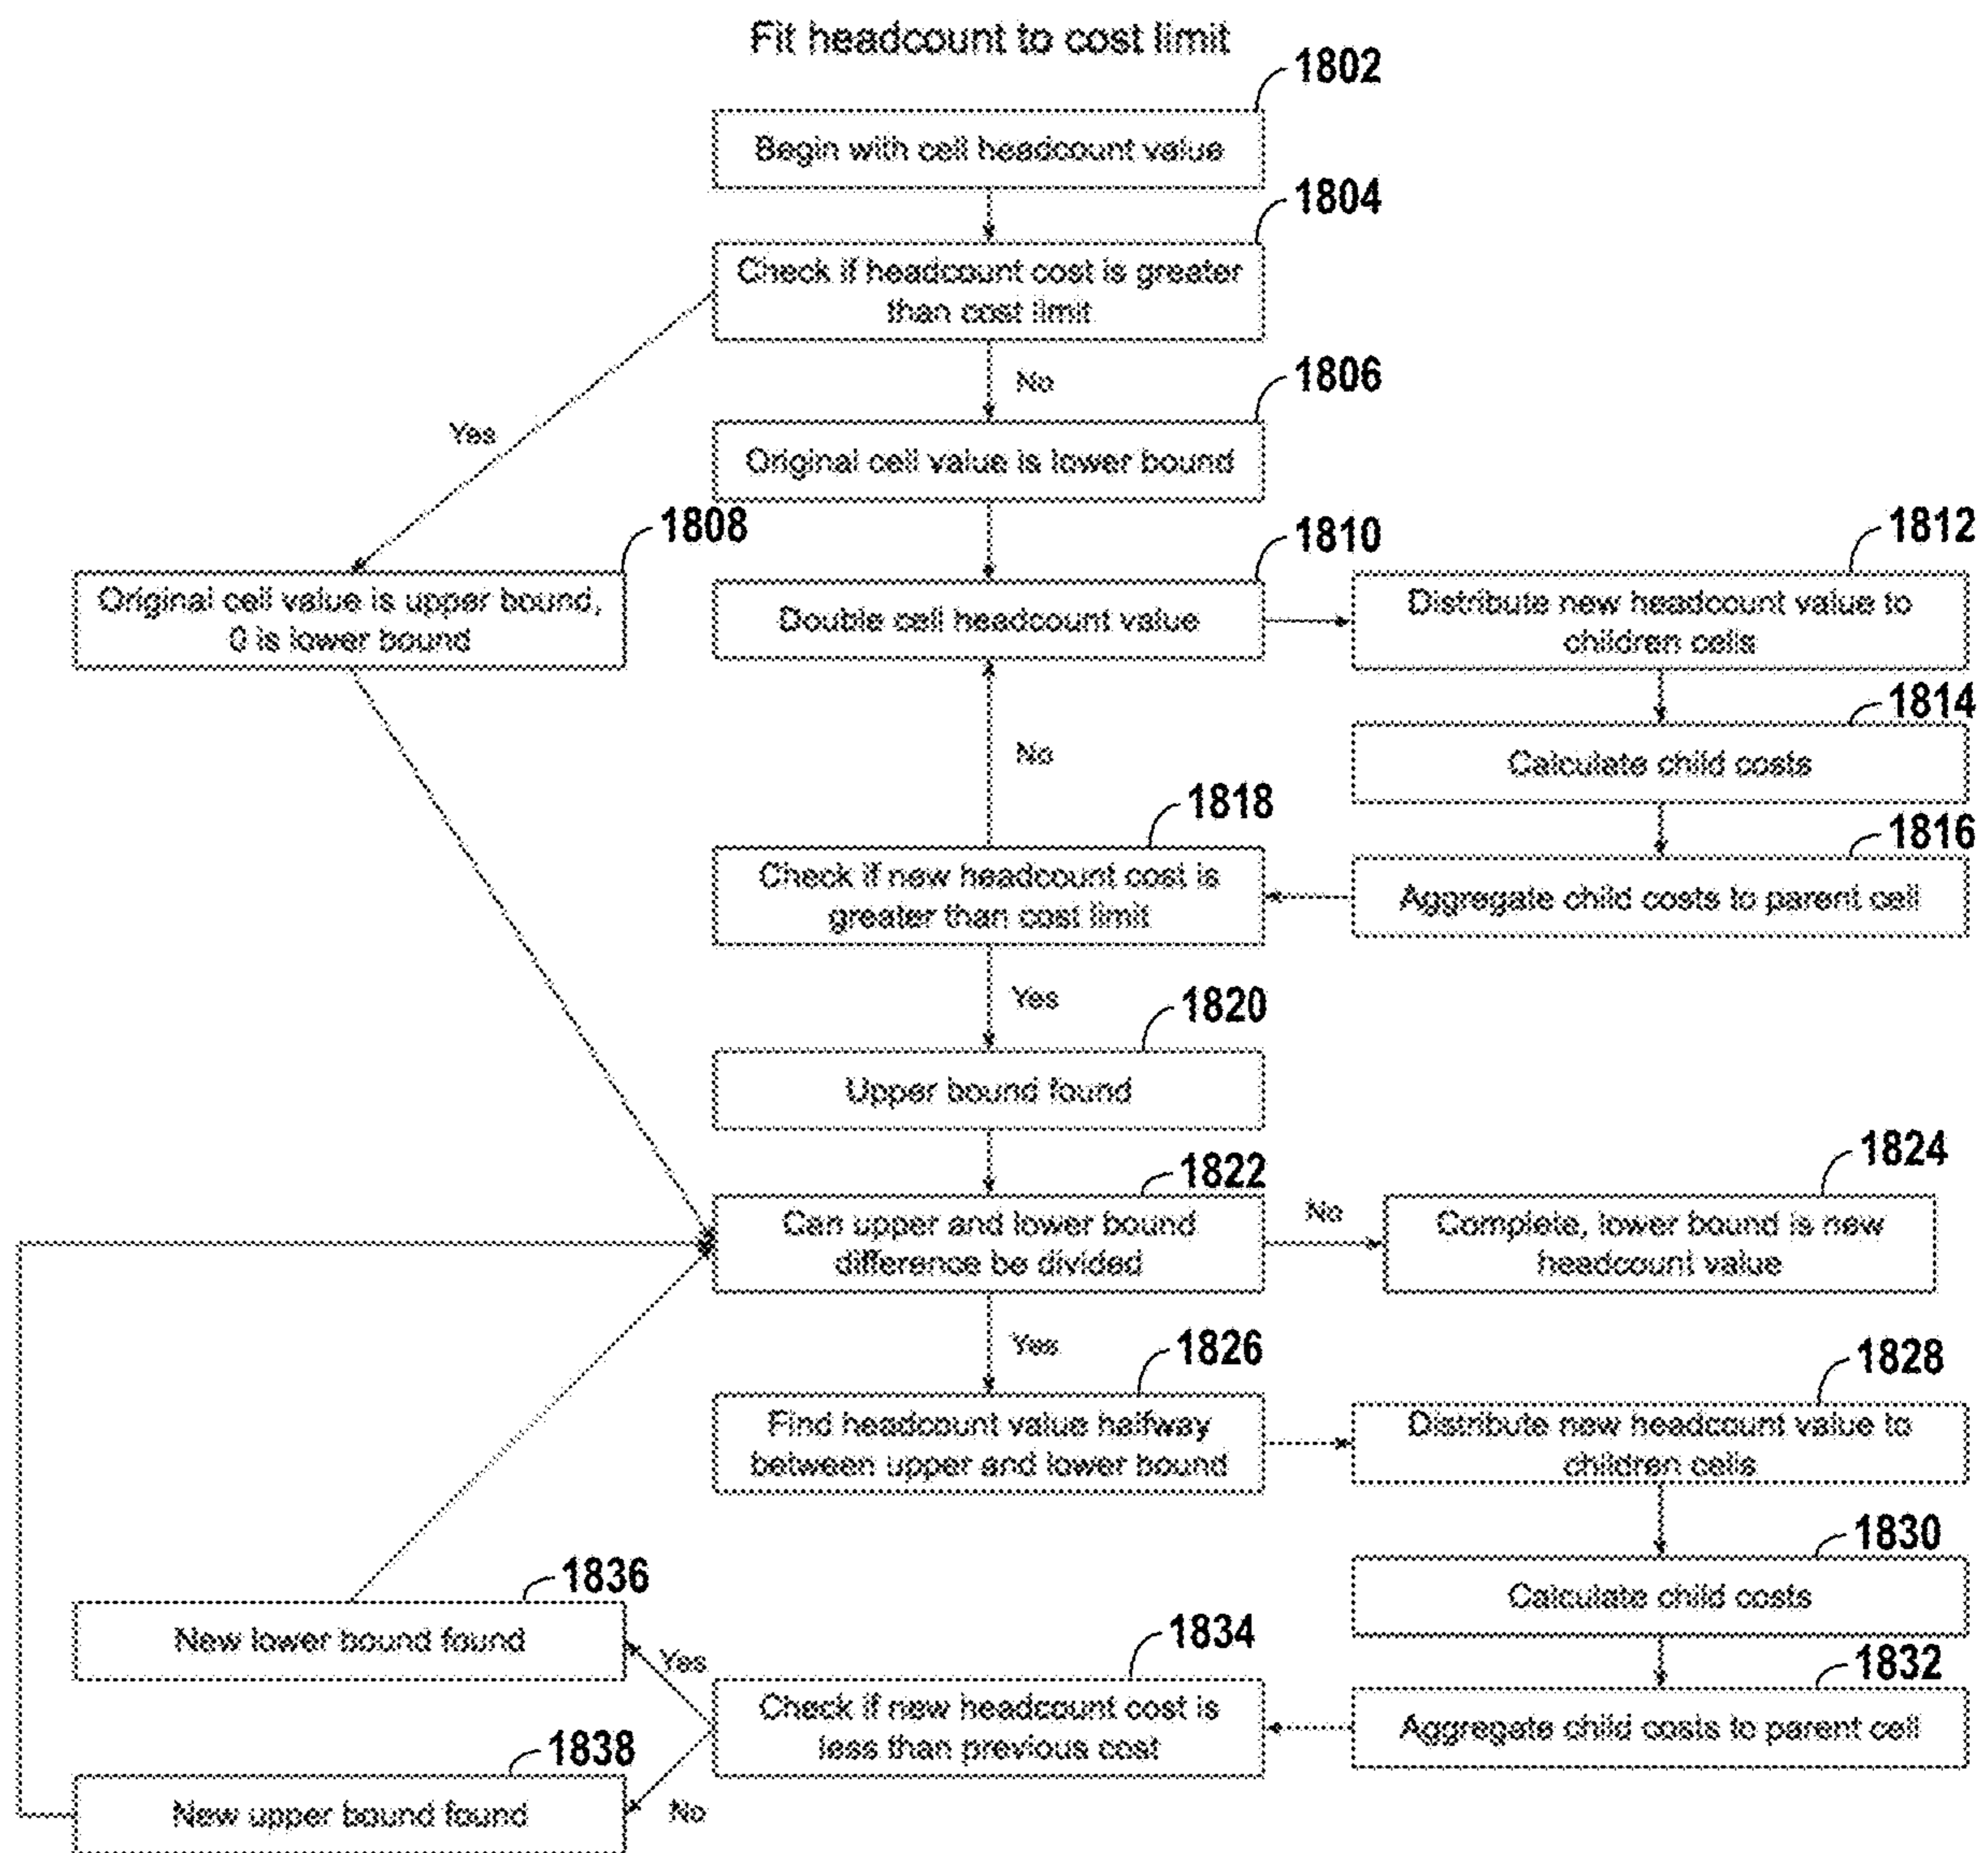 Fit headcount to cost limit
1802
Begin with cell headcount value
1804
Check if headcount cost is greater
than cost limit
No
1806
Yes
Original cell value is lower bound
1808
Original cell value is upper bound,
0 is lower bound
1810
Double cell headcount value
1812
Distribute new headcount value to
children cells
1814
Calculate child costs
No
1816
Aggregate child costs to parent cell
1818
Check if new headcount cost is
greater than cost limit
Yes
1820
Upper bound found
1822
Can upper and lower bound
difference be divided
No
1824
Complete, lower bound is new
headcount value
Yes
1826
Find headcount value halfway
between upper and lower bound
1828
Distribute new headcount value to
children cells
1830
Calculate child costs
1832
Aggregate child costs to parent cell
1834
Check if new headcount cost is
less than previous cost
Yes
1836
New lower bound found
No
1838
New upper bound found